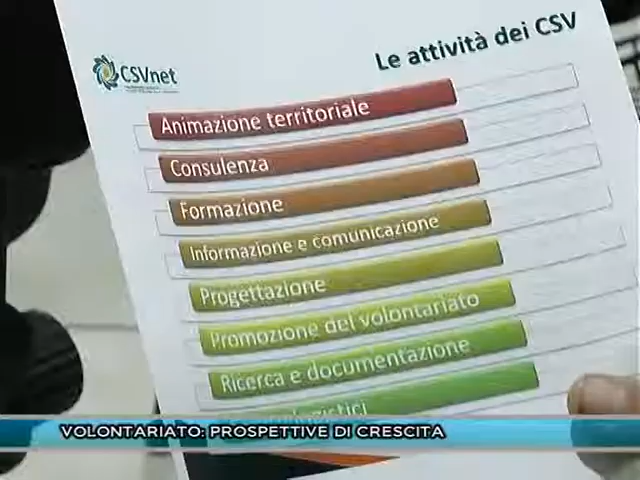 Le attività dei CSV
CSVnet
Animazione territoriale
Consulenza
Formazione
Informazione e comunicazione
Progettazione
Promozione del volontariato
Ricerca e documentazione
VOLONTARIATO: PROSPETTIVE DI CRESCITA